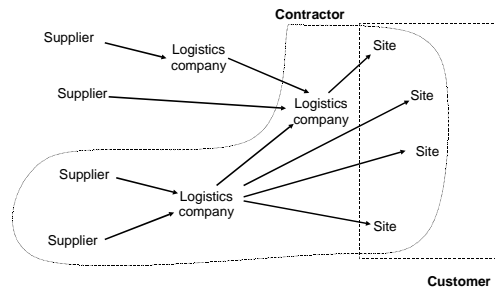 Contractor
Supplier
Logistics
company
Site
Supplier
Logistics
company
Site
Site
Supplier
Logistics
company
Site
Supplier
Customer